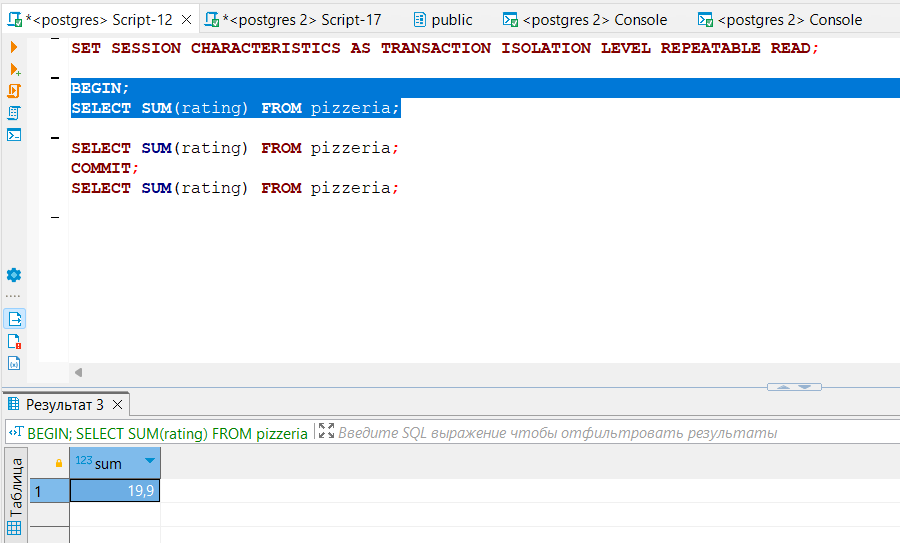 *<postgres> Script-12
*<postgres 2> Script-17
public
<postgres 2> Console
<postgres 2> Console
SET SESSION CHARACTERISTICS AS TRANSACTION ISOLATION LEVEL REPEATABLE READ;
BEGIN;
SELECT SUM(rating) FROM pizzeria;
SELECT SUM(rating) FROM pizzeria;
COMMIT;
SELECT SUM(rating) FROM pizzeria;
Результат 3
BEGIN; SELECT SUM(rating) FROM pizzeria
Введите SQL выражение чтобы отфильтровать результаты
Таблица
123 sum
1
19,9